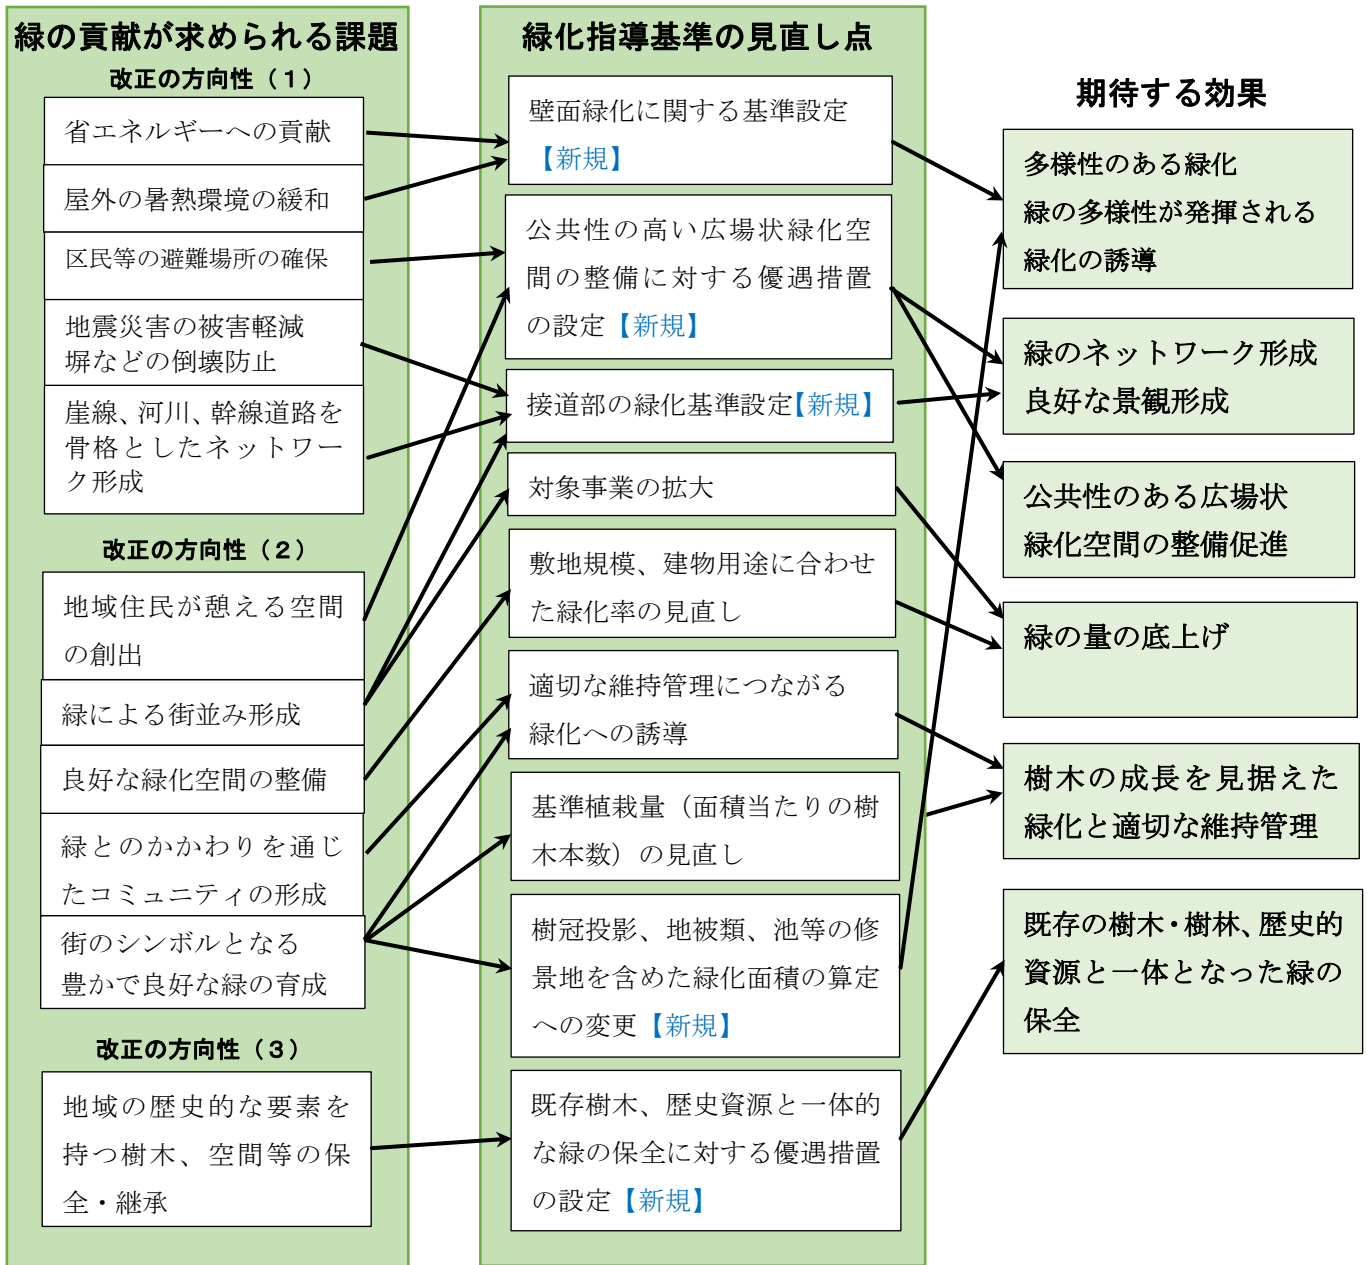 緑の貢献が求められる課題
改正の方向性（１）
省エネルギーへの貢献
屋外の暑熱環境の緩和
区民等の避難場所の確保
地震災害の被害軽減
塀などの倒壊防止
崖線、河川、幹線道路を
骨格としたネットワー
ク形成
改正の方向性（２）
地域住民が憩える空間
の創出
緑による街並み形成
良好な緑化空間の整備
緑とのかかわりを通じ
たコミュニティの形成
街のシンボルとなる
豊かで良好な緑の育成
改正の方向性（３）
地域の歴史的な要素を
持つ樹木、空間等の保
全・継承
緑化指導基準の見直し点
壁面緑化に関する基準設定
【新規】
公共性の高い広場状緑化空
間の整備に対する優遇措置
の設定【新規】
接道部の緑化基準設定【新規】
対象事業の拡大
敷地規模、建物用途に合わせ
た緑化率の見直し
適切な維持管理につながる
緑化への誘導
基準植栽量（面積当たりの樹
木本数）の見直し
樹冠投影、地被類、池等の修
景地を含めた緑化面積の算定
への変更【新規】
既存樹木、歴史資源と一体的
な緑の保全に対する優遇措置
の設定【新規】
期待する効果
多様性のある緑化
緑の多様性が発揮される
緑化の誘導
緑のネットワーク形成
良好な景観形成
公共性のある広場状
緑化空間の整備促進
緑の量の底上げ
樹木の成長を見据えた
緑化と適切な維持管理
既存の樹木・樹林、歴史的
資源と一体となった緑の
保全